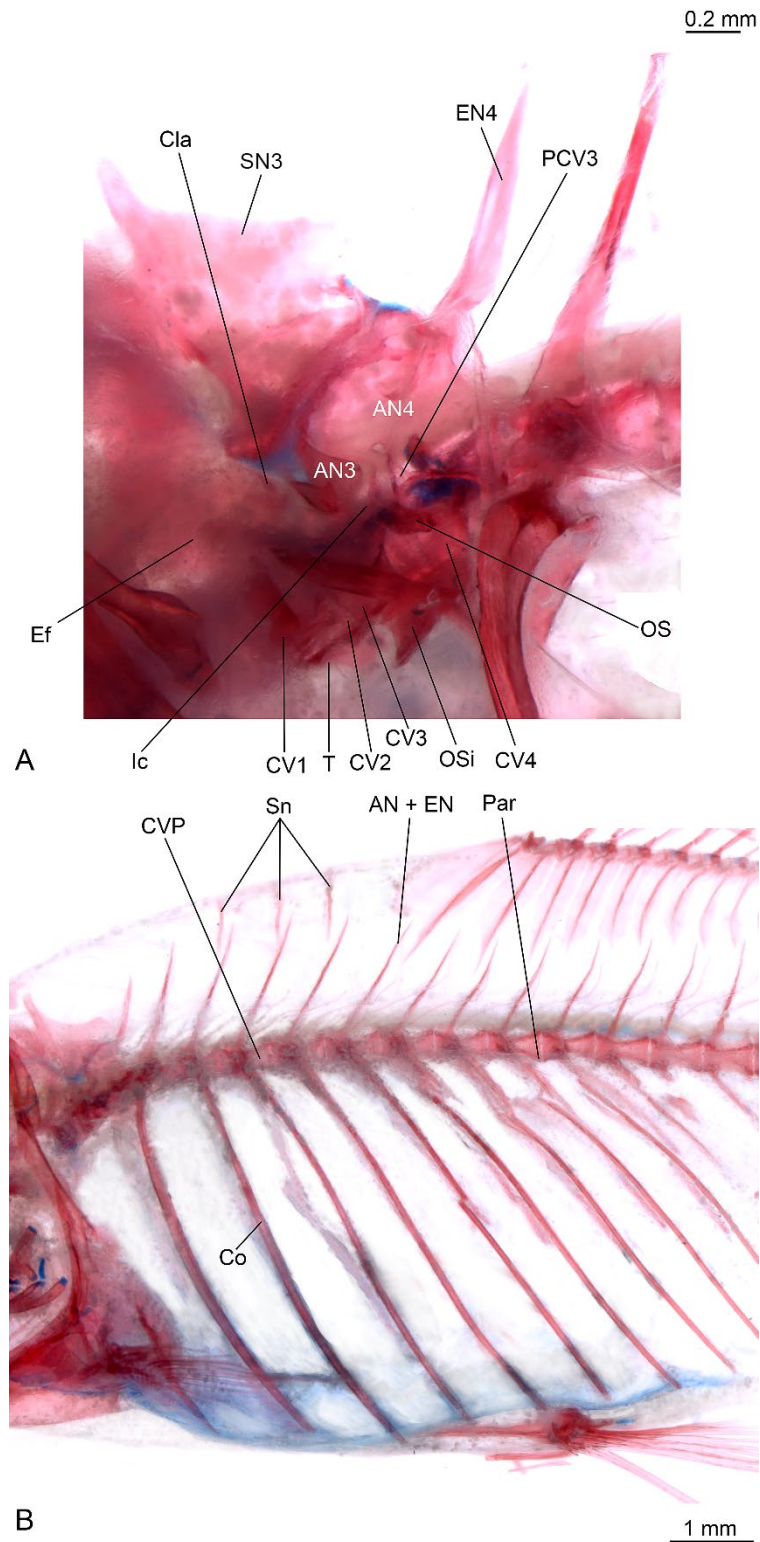 0.2 mm
EN4
Cla
SN3
PCV3
AN4
AN3
Ef
OS
A
Ic
CV1
T
CV2
CV3
OSi
CV4
CVP
Sn
AN + EN
Par
Co
B
1 mm